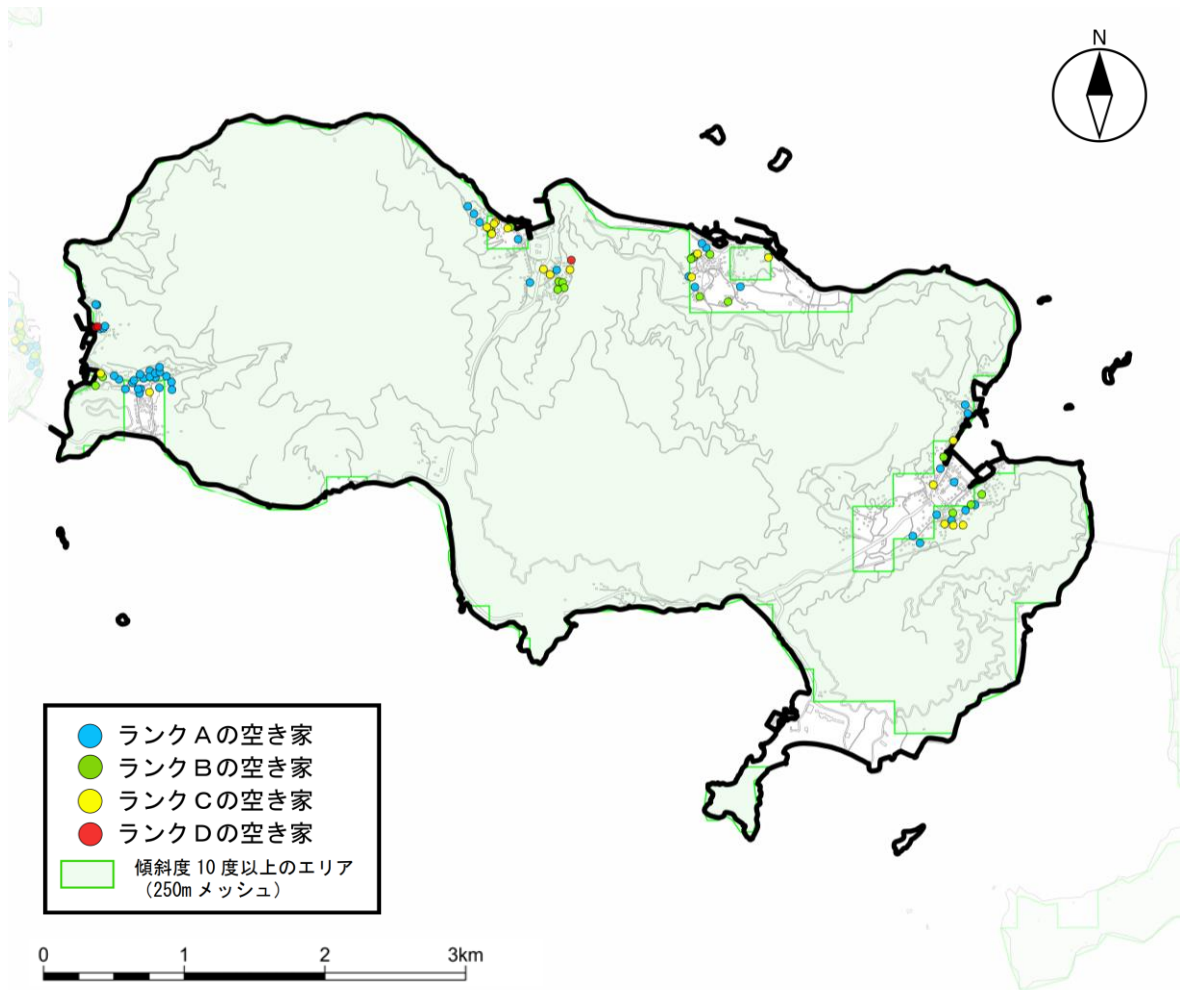 N
ランクＡの空き家
ランクＢの空き家
ランクＣの空き家
ランクＤの空き家
傾斜度 10 度以上のエリア
（250m メッシュ）
0 1 2 3km